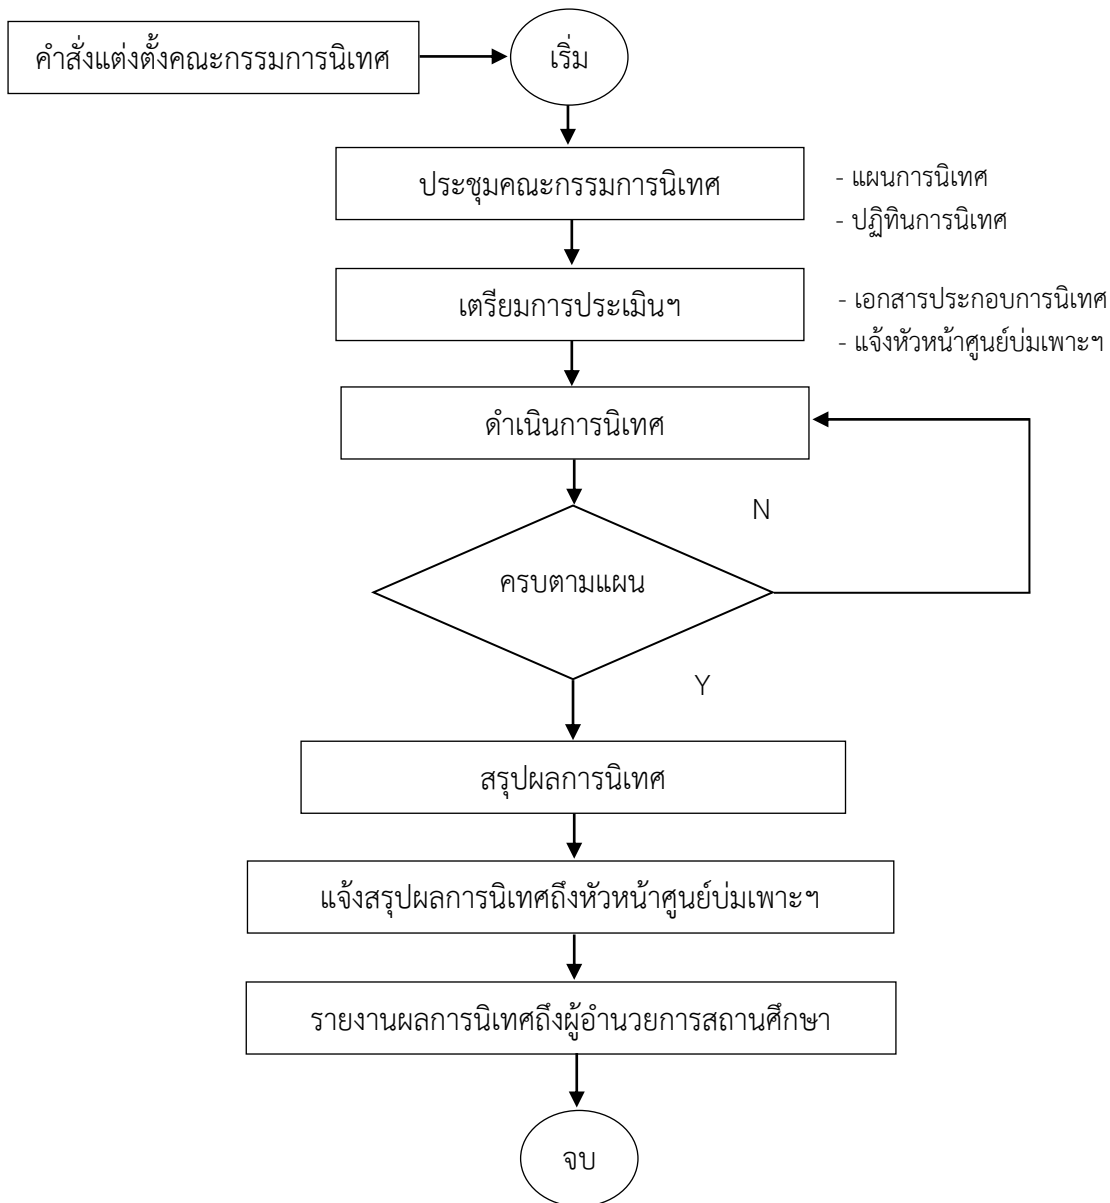 คำสั่งแต่งตั้งคณะกรรมการนิเทศ
เริ่ม
ประชุมคณะกรรมการนิเทศ
- แผนการนิเทศ
- ปฏิทินการนิเทศ
เตรียมการประเมินฯ
- เอกสารประกอบการนิเทศ
- แจ้งหัวหน้าศูนย์บ่มเพาะฯ
ดำเนินการนิเทศ
N
ครบตามแผน
Y
สรุปผลการนิเทศ
แจ้งสรุปผลการนิเทศถึงหัวหน้าศูนย์บ่มเพาะฯ
รายงานผลการนิเทศถึงผู้อำนวยการสถานศึกษา
จบ